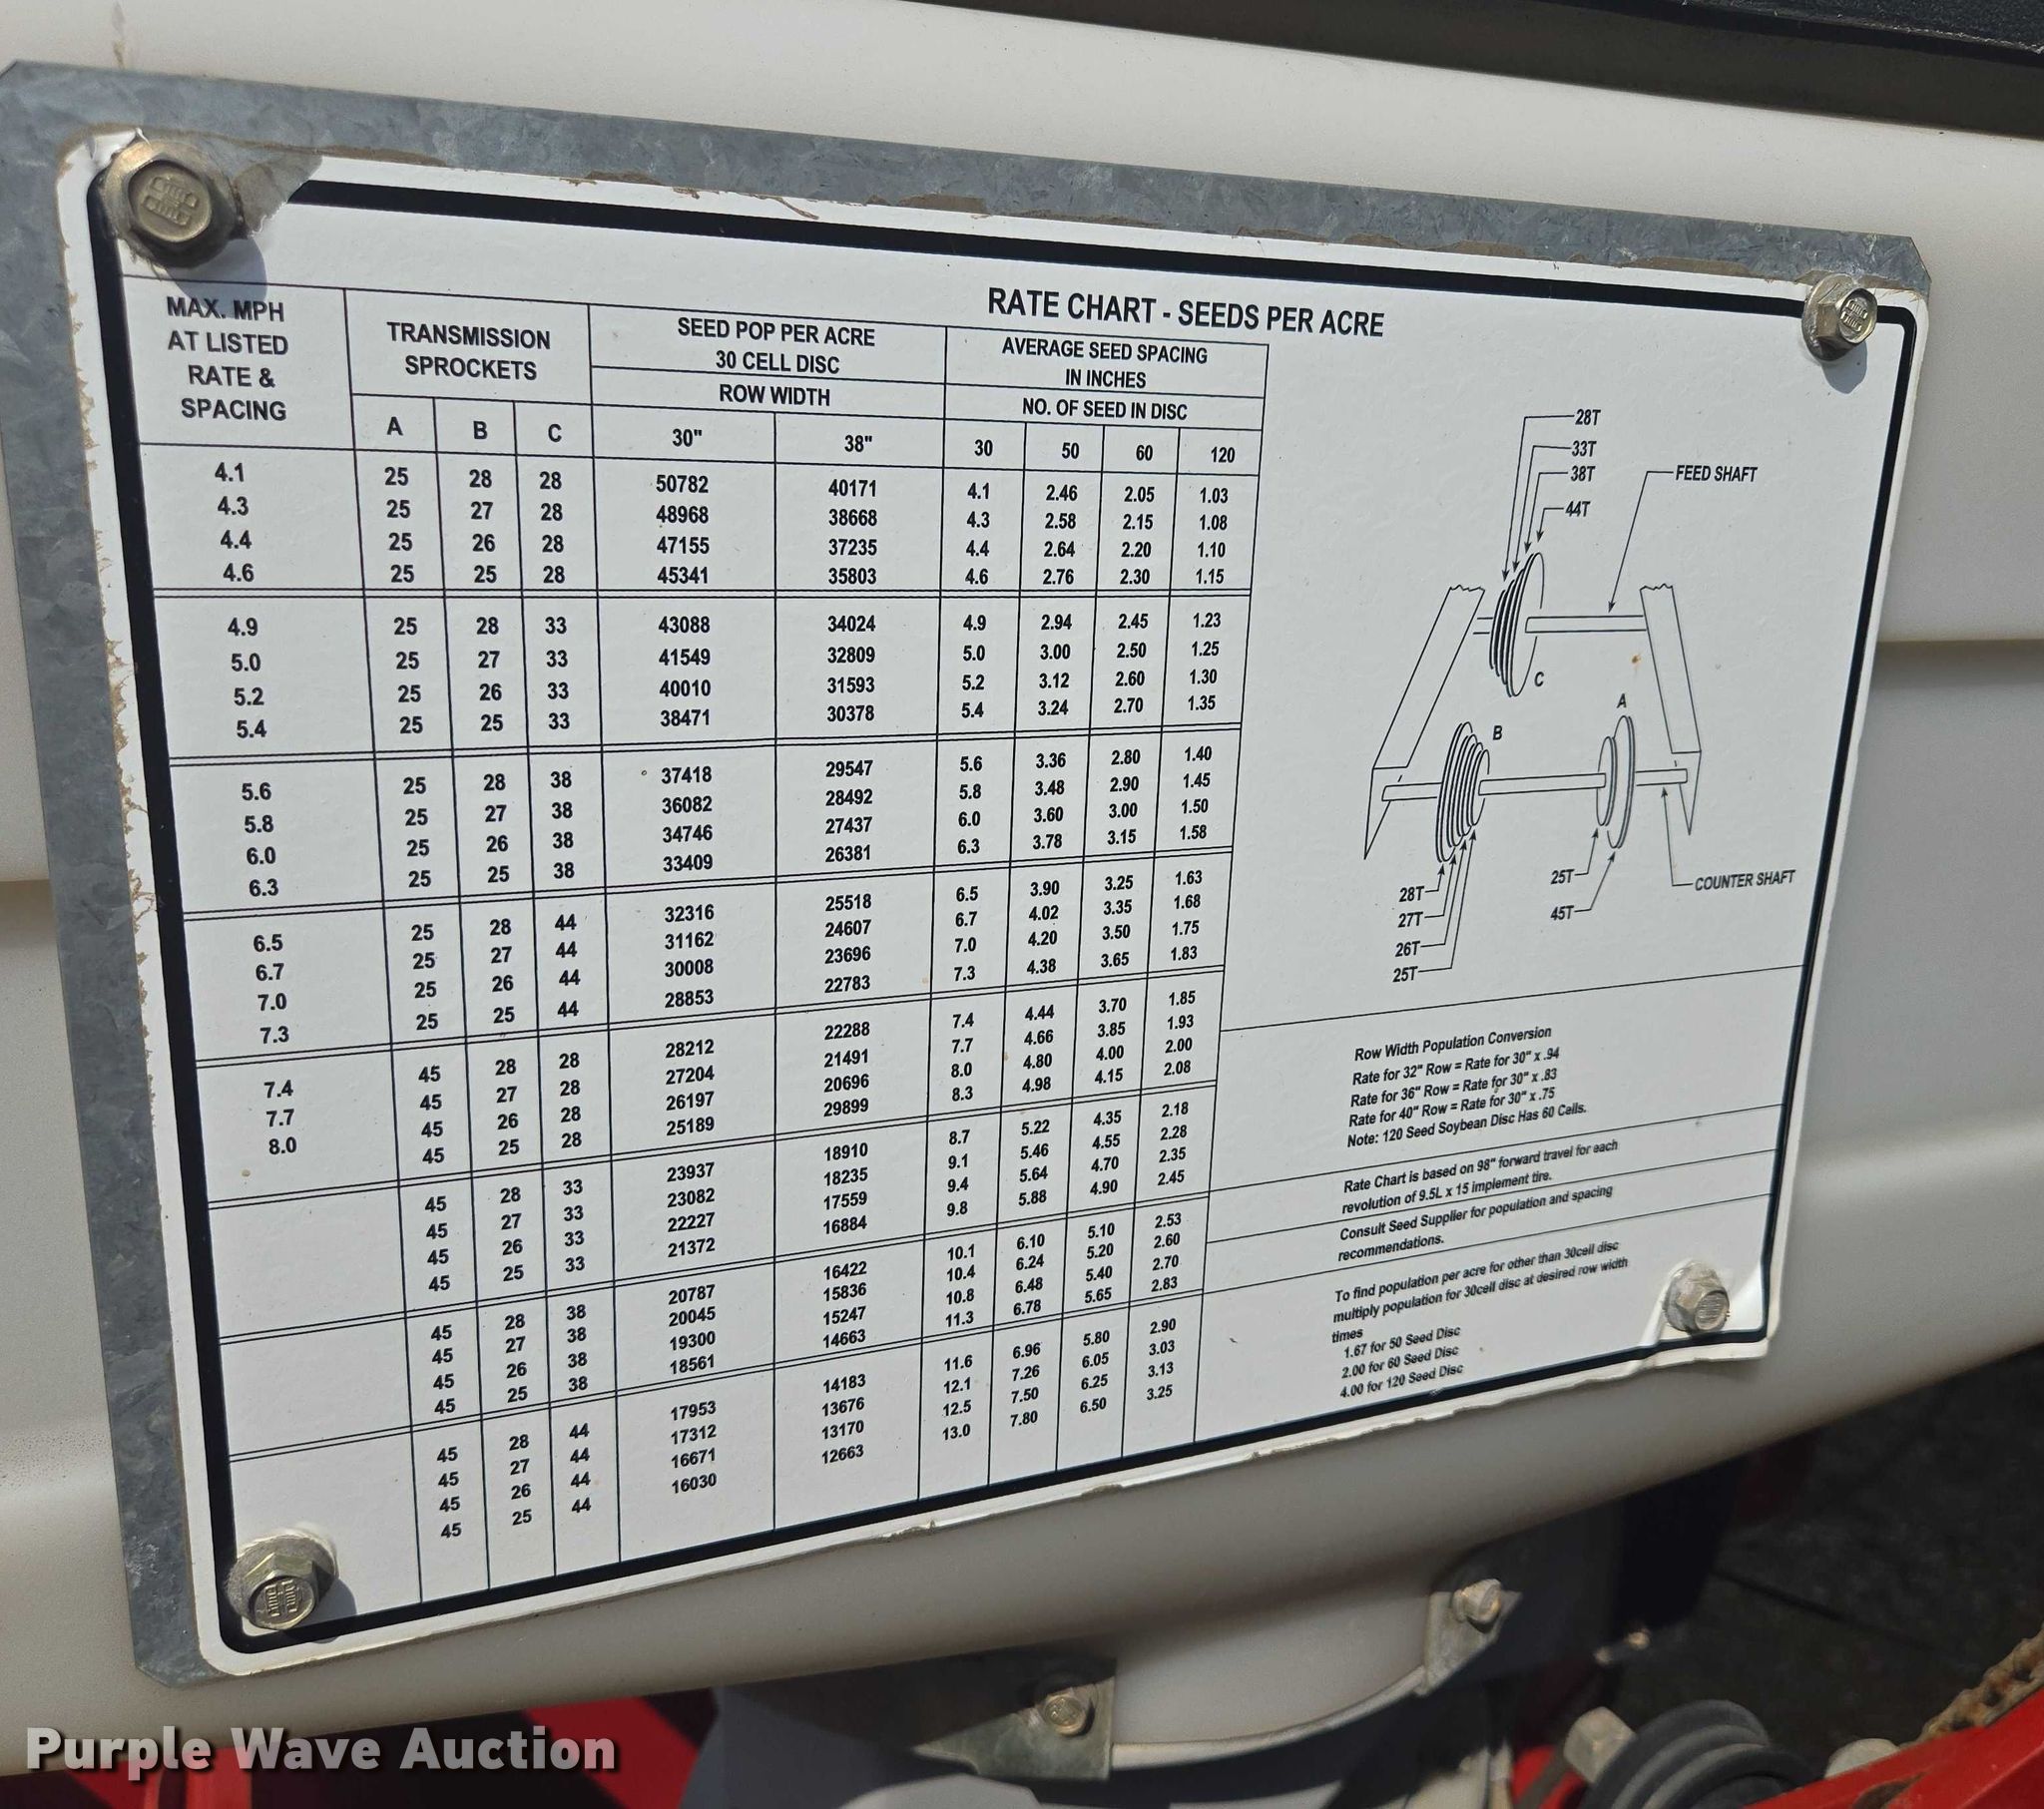 RATE CHART - SEEDS PER ACRE
MAX. MPH
AT LISTED
RATE &
SPACING
TRANSMISSION
SPROCKETS
SEED POP PER ACRE
30 CELL DISC
ROW WIDTH
AVERAGE SEED SPACING
IN INCHES
NO. OF SEED IN DISC
A B C 30" 38" 30 50 60 120
4.1 25 28 28 50782 40171 4.1 2.46 2.05 1.03
4.3 25 27 28 48968 38668 4.3 2.58 2.15 1.08
4.4 25 26 28 47155 37235 4.4 2.64 2.20 1.10
4.6 25 25 28 45341 35803 4.6 2.76 2.30 1.15
4.9 25 28 33 43088 34024 4.9 2.94 2.45 1.23
5.0 25 27 33 41549 32809 5.0 3.00 2.50 1.25
5.2 25 26 33 40010 31593 5.2 3.12 2.60 1.30
5.4 25 25 33 38471 30378 5.4 3.24 2.70 1.35
5.6 25 28 38 37418 29547 5.6 3.36 2.80 1.40
5.8 25 27 38 36082 28492 5.8 3.48 2.90 1.45
6.0 25 26 38 34746 27437 6.0 3.60 3.00 1.50
6.3 25 25 38 33409 26381 6.3 3.78 3.15 1.58
6.5 25 28 44 32316 25518 6.5 3.90 3.25 1.63
6.7 25 27 44 31162 24607 6.7 4.02 3.35 1.68
7.0 25 26 44 30008 23696 7.0 4.20 3.50 1.75
7.3 25 25 44 28853 22783 7.3 4.38 3.65 1.83
7.4 45 28 28 28212 22288 7.4 4.44 3.70 1.85
7.7 45 27 28 27204 21491 7.7 4.66 3.85 1.93
8.0 45 26 28 26197 20696 8.0 4.80 4.00 2.00
45 25 28 25189 29899 8.3 4.98 4.15 2.08
45 28 33 23937 18910 8.7 5.22 4.35 2.18
45 27 33 23082 18235 9.1 5.46 4.55 2.28
45 26 33 22227 17559 9.4 5.64 4.70 2.35
45 25 33 21372 16884 9.8 5.88 4.90 2.45
45 28 38 20787 16422 10.1 6.10 5.10 2.53
45 27 38 20045 15836 10.4 6.24 5.20 2.60
45 26 38 19300 15247 10.8 6.48 5.40 2.70
45 25 38 18561 14663 11.3 6.78 5.65 2.83
45 28 44 17953 14183 11.6 6.96 5.80 2.90
45 27 44 17312 13676 12.1 7.26 6.05 3.03
45 26 44 16671 13170 12.5 7.50 6.25 3.13
45 25 44 16030 12663 13.0 7.80 6.50 3.25
28T
33T
38T
44T
FEED SHAFT
C
A
B
28T
27T
26T
25T
25T
45T
COUNTER SHAFT
Row Width Population Conversion
Rate for 32" Row = Rate for 30" x .94
Rate for 36" Row = Rate for 30" x .83
Rate for 40" Row = Rate for 30" x .75
Note: 120 Seed Soybean Disc Has 60 Cells.
Rate Chart is based on 98" forward travel for each
revolution of 9.5L x 15 implement tire.
Consult Seed Supplier for population and spacing
recommendations.
To find population per acre for other than 30cell disc
multiply population for 30cell disc at desired row width
times
1.67 for 50 Seed Disc
2.00 for 60 Seed Disc
4.00 for 120 Seed Disc
Purple Wave Auction